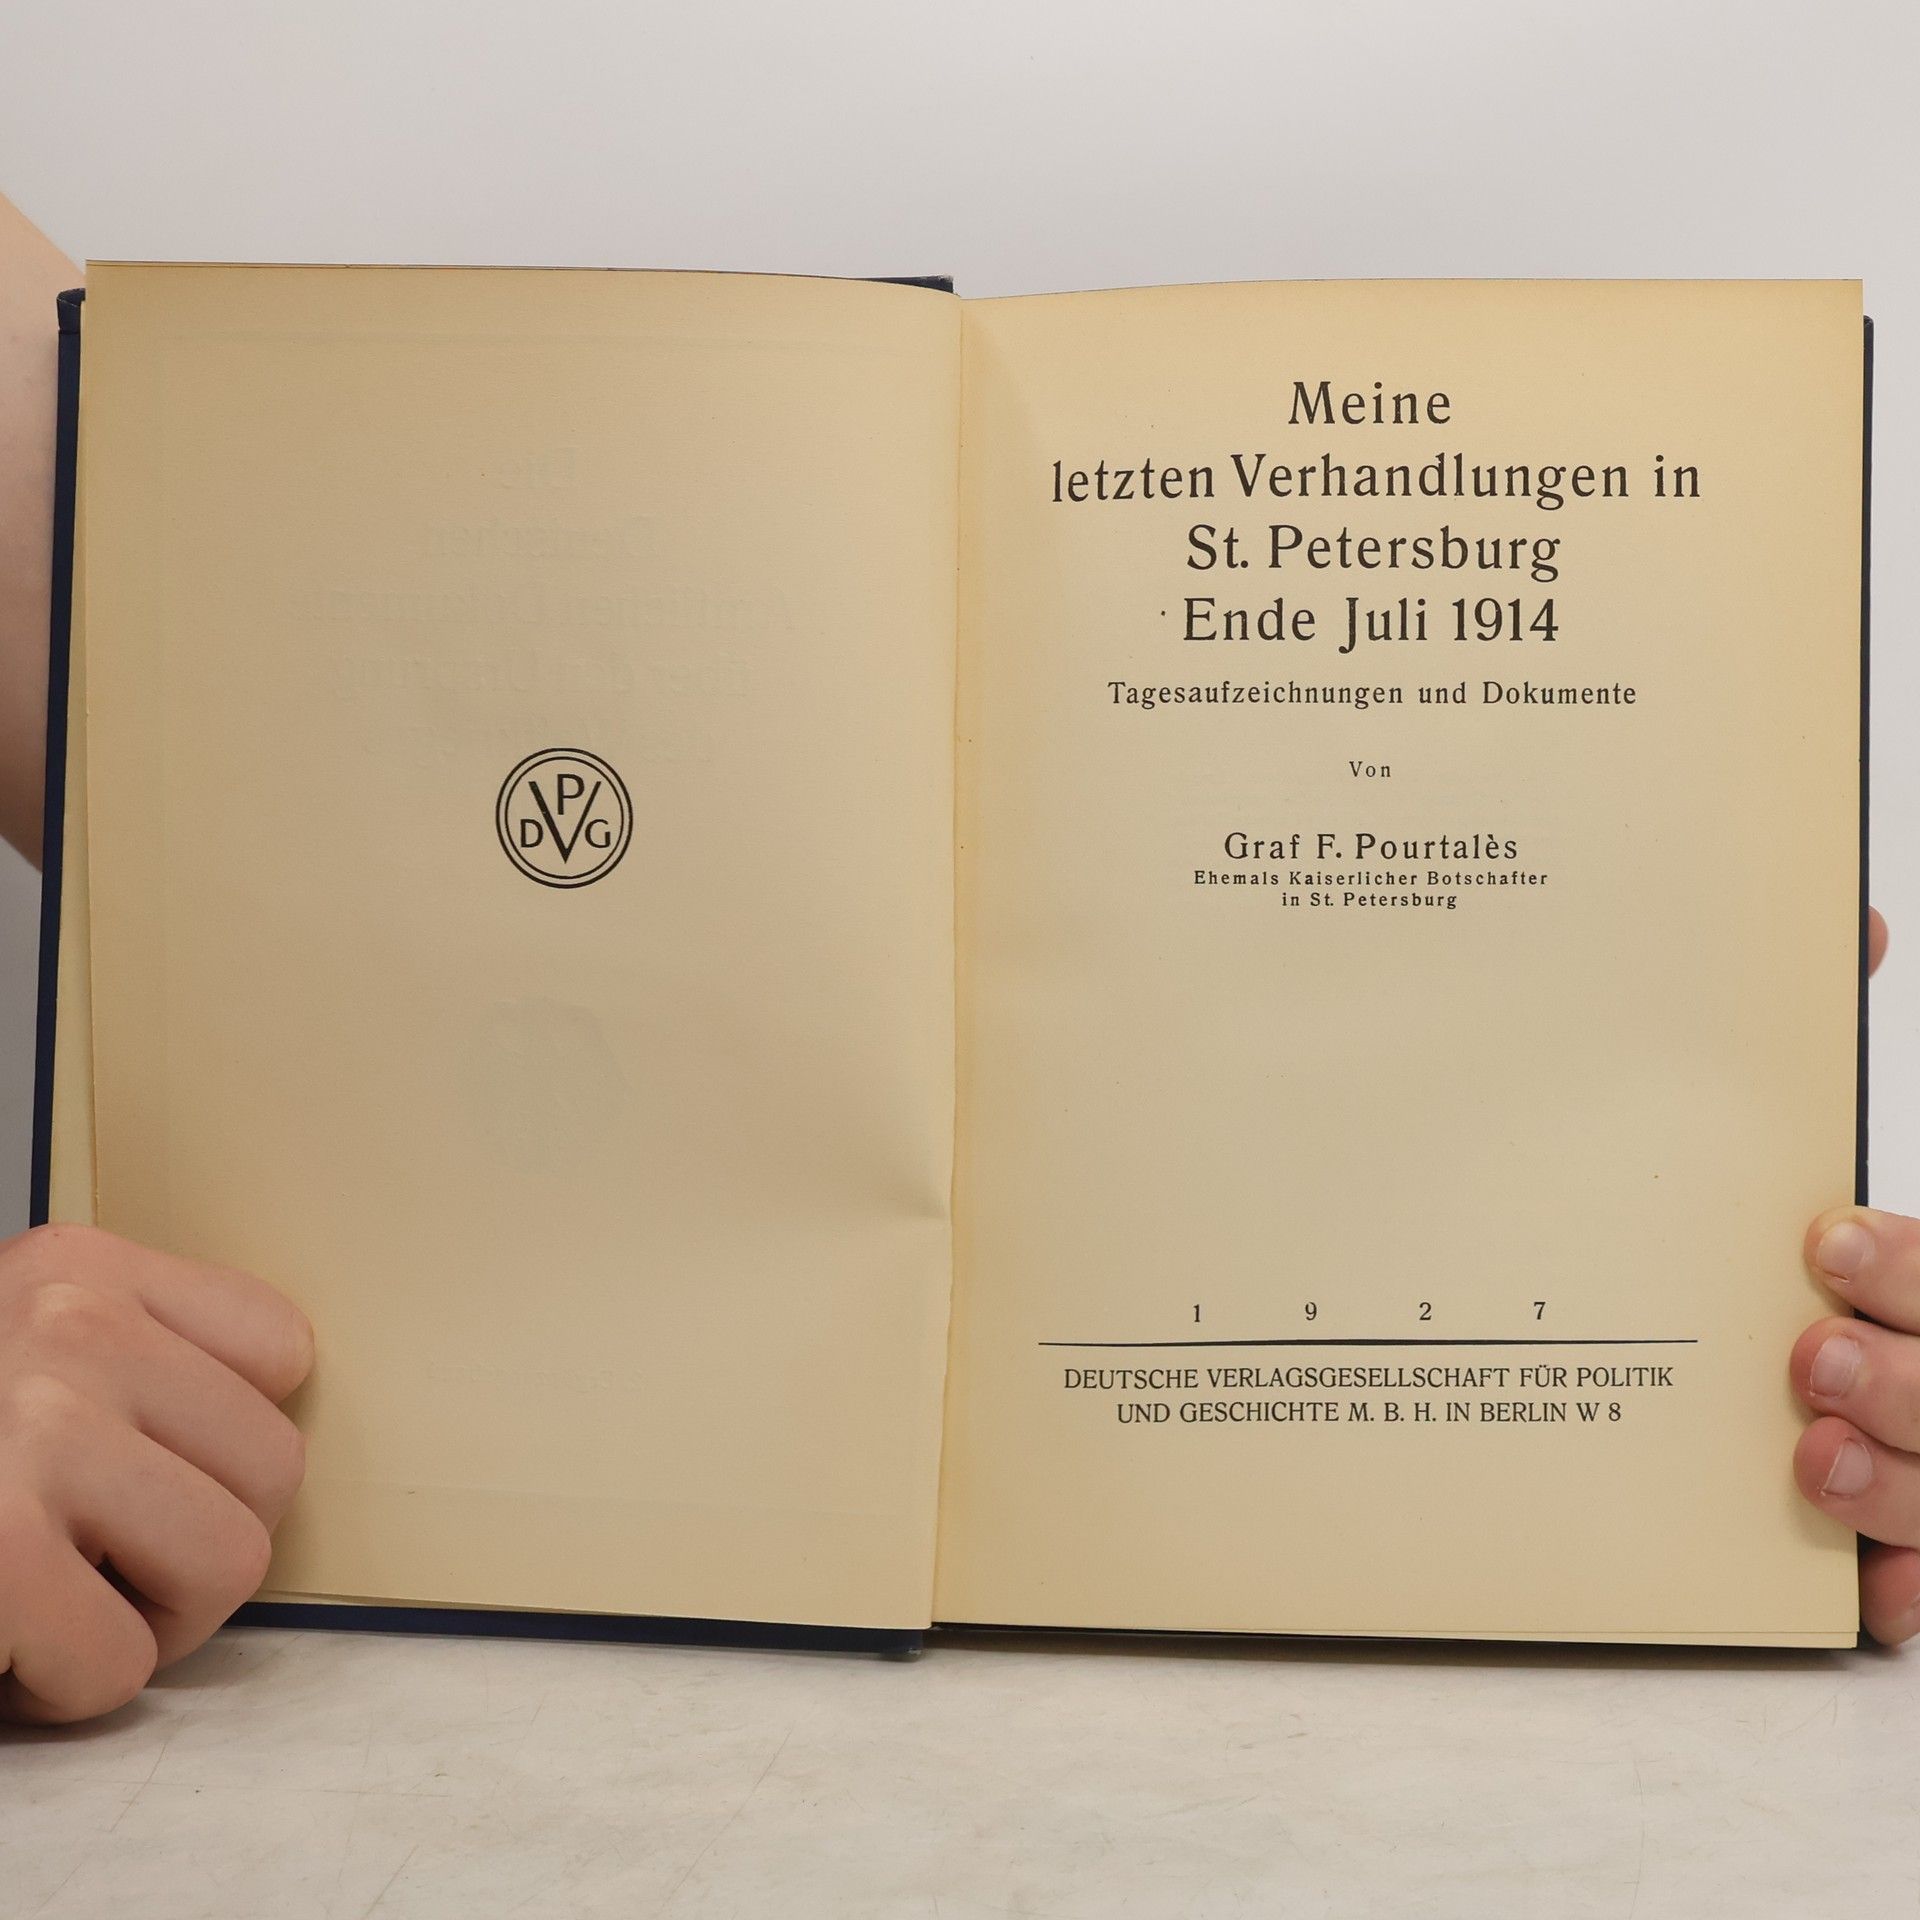 P
D V G
Meine
letzten Verhandlungen in
St. Petersburg
Ende Juli 1914
Tagesaufzeichnungen und Dokumente
Von
Graf F. Pourtalès
Ehemals Kaiserlicher Botschafter
in St. Petersburg
1 9 2 7
DEUTSCHE VERLAGSGESELLSCHAFT FÜR POLITIK
UND GESCHICHTE M. B. H. IN BERLIN W 8